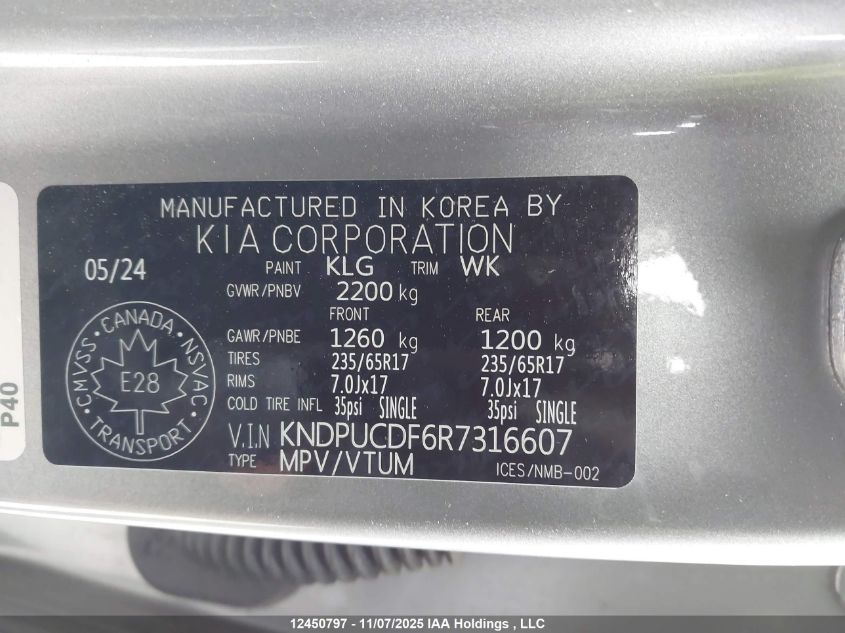 MANUFACTURED IN KOREA BY
KIA CORPORATION
05/24 PAINT KLG TRIM WK
GVWR/PNBV 2200 kg
FRONT REAR
GAWR/PNBE 1260 kg 1200 kg
TIRES 235/65R17 235/65R17
RIMS 7.0Jx17 7.0Jx17
COLD TIRE INFL 35psi SINGLE 35psi SINGLE
V.I.N KNDPUCDF6R7316607
TYPE MPV/VTUM ICES/NMB-002
CANADA
CMVSS • NSVAC
E28
TRANSPORT
P40
12450797 - 11/07/2025 IAA Holdings , LLC